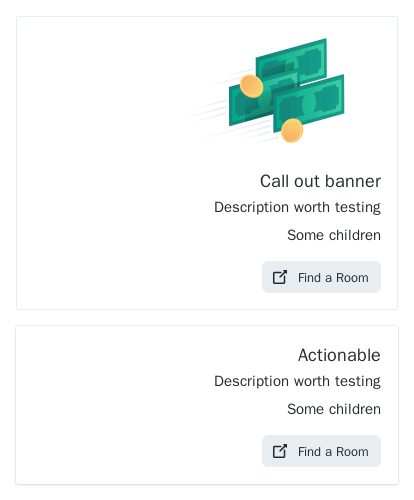 Call out banner
Description worth testing
Some children
Find a Room
Actionable
Description worth testing
Some children
Find a Room